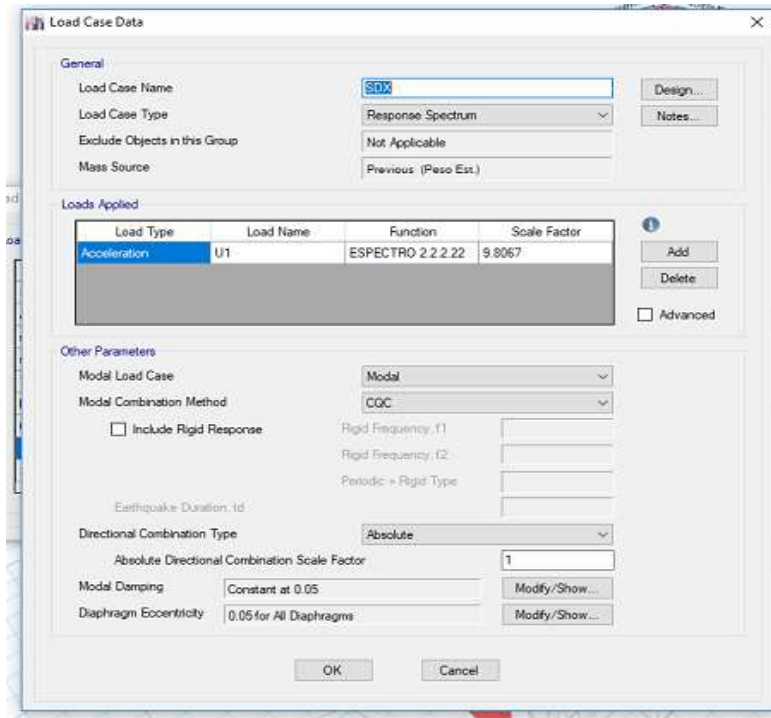 Load Case Data
General
Load Case Name SDX Design...
Load Case Type Response Spectrum Notes...
Exclude Objects in this Group Not Applicable
Mass Source Previous (Peso Est.)
Loads Applied
Load Type Load Name Function Scale Factor
Acceleration U1 ESPECTRO 2.2.2.22 9.8067
Add
Delete
Advanced
Other Parameters
Modal Load Case Modal
Modal Combination Method CQC
Include Rigid Response Rigid Frequency, f1
Rigid Frequency, f2
Periodic + Rigid Type
Earthquake Duration, td
Directional Combination Type Absolute
Absolute Directional Combination Scale Factor 1
Modal Damping Constant at 0.05 Modify/Show...
Diaphragm Eccentricity 0.05 for All Diaphragms Modify/Show...
OK Cancel